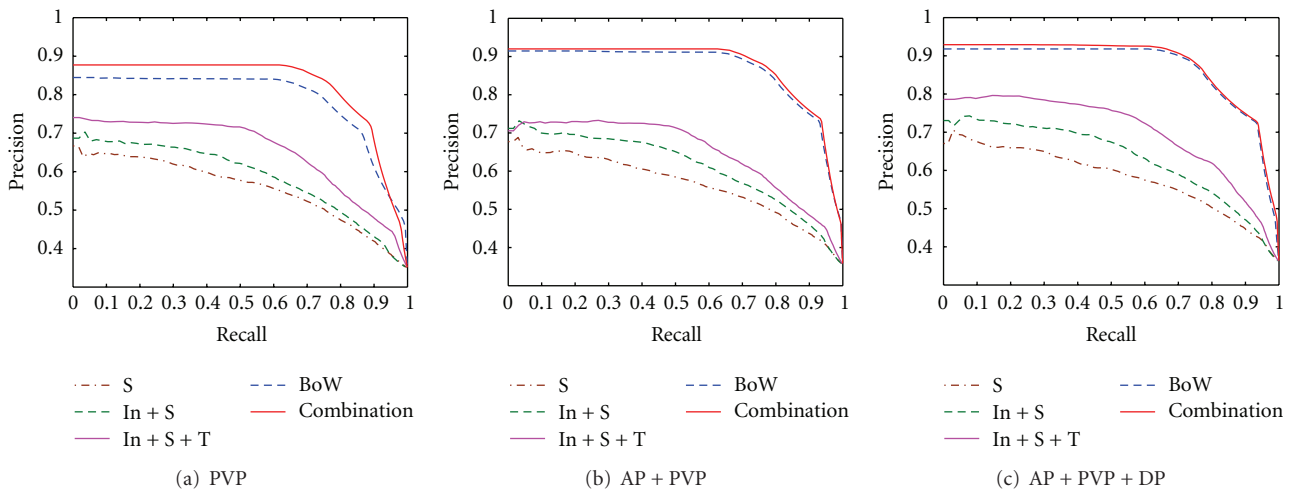 1
0.9
0.8
0.7
0.6
0.5
0.4
Precision
0 0.1 0.2 0.3 0.4 0.5 0.6 0.7 0.8 0.9 1
Recall
S
In + S
In + S + T
BoW
Combination
(a) PVP
1
0.9
0.8
0.7
0.6
0.5
0.4
Precision
0 0.1 0.2 0.3 0.4 0.5 0.6 0.7 0.8 0.9 1
Recall
S
In + S
In + S + T
BoW
Combination
(b) AP + PVP
1
0.9
0.8
0.7
0.6
0.5
0.4
Precision
0 0.1 0.2 0.3 0.4 0.5 0.6 0.7 0.8 0.9 1
Recall
S
In + S
In + S + T
BoW
Combination
(c) AP + PVP + DP